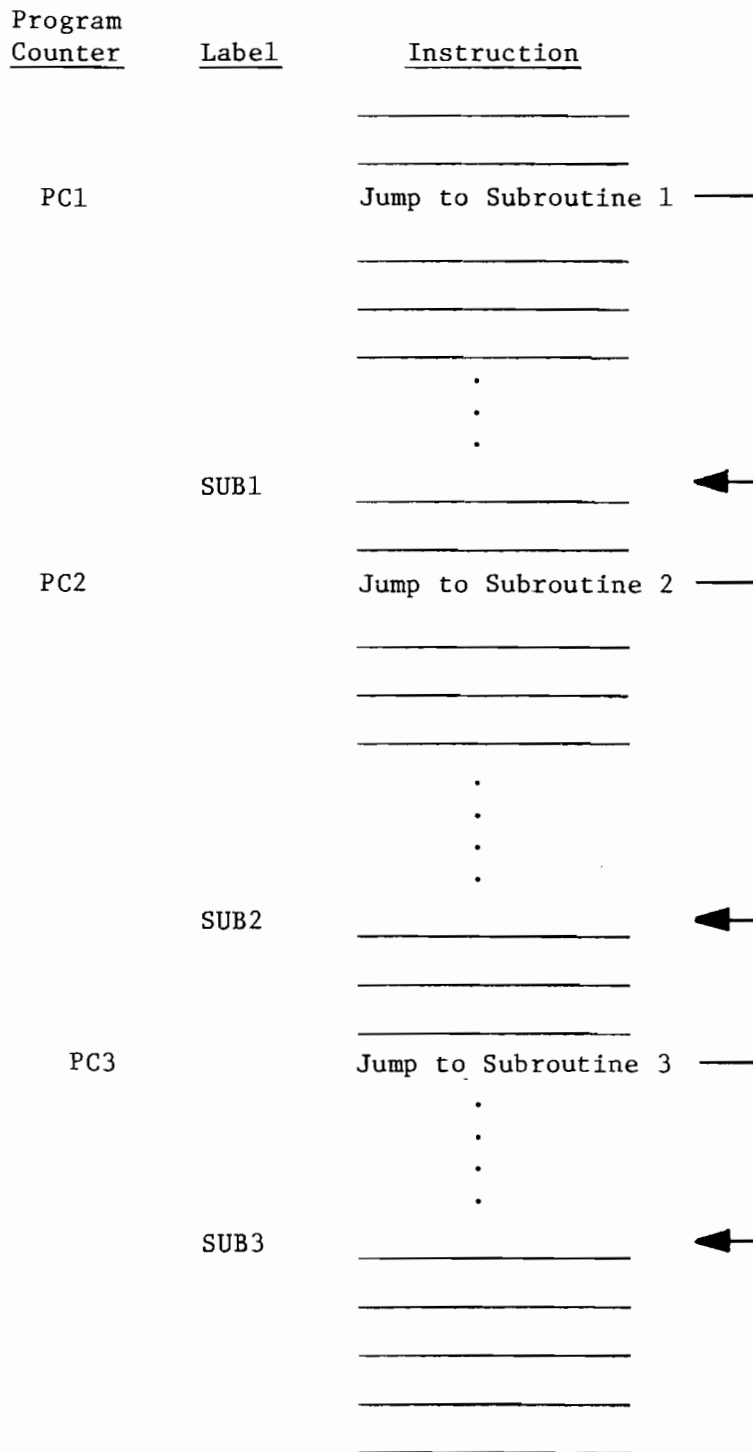 Program
Counter Label Instruction
PC1 Jump to Subroutine 1
SUB1
PC2 Jump to Subroutine 2
SUB2
PC3 Jump to Subroutine 3
SUB3